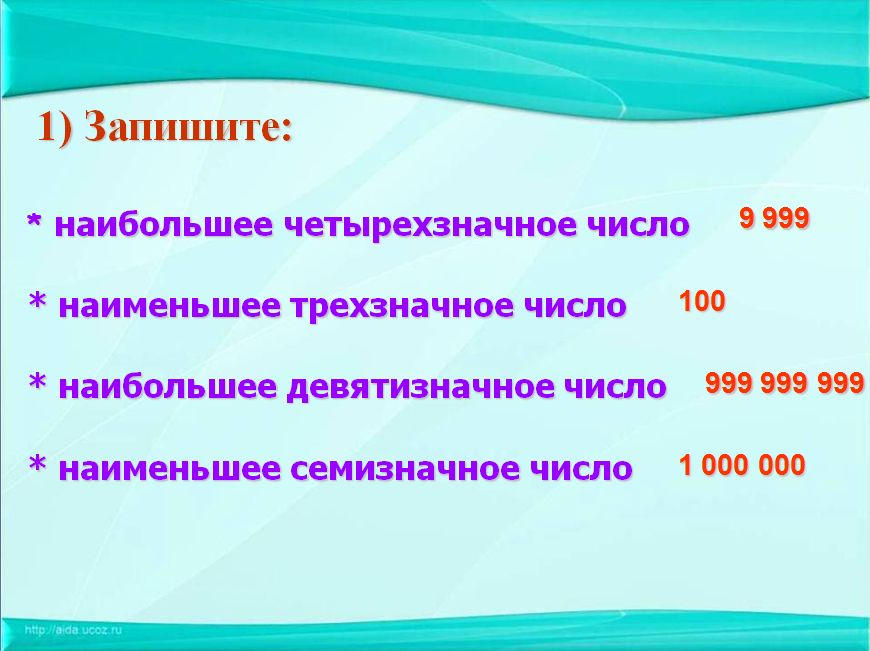 1) Запишите:
* наибольшее четырехзначное число 9 999
* наименьшее трехзначное число 100
* наибольшее девятизначное число 999 999 999
* наименьшее семизначное число 1 000 000
http://aida.ucoz.ru